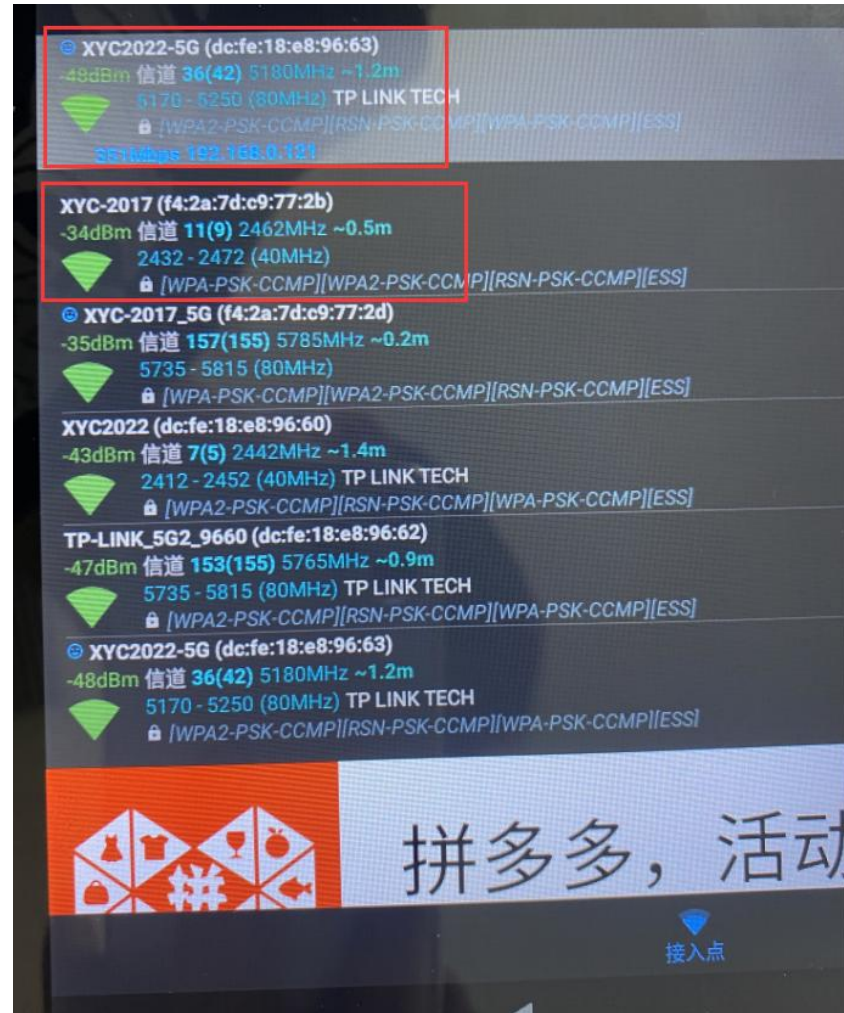 XYC2022-5G (dc:fe:18:e8:96:63)
-48dBm 信道 36(42) 5180MHz ~1.2m
5170 - 5250 (80MHz) TP LINK TECH
[WPA2-PSK-CCMP][RSN-PSK-CCMP][WPA-PSK-CCMP][ESS]
351Mbps 192.168.0.121
XYC-2017 (f4:2a:7d:c9:77:2b)
-34dBm 信道 11(9) 2462MHz ~0.5m
2432 - 2472 (40MHz)
[WPA-PSK-CCMP][WPA2-PSK-CCMP][RSN-PSK-CCMP][ESS]
XYC-2017_5G (f4:2a:7d:c9:77:2d)
-35dBm 信道 157(155) 5785MHz ~0.2m
5735 - 5815 (80MHz)
[WPA-PSK-CCMP][WPA2-PSK-CCMP][RSN-PSK-CCMP][ESS]
XYC2022 (dc:fe:18:e8:96:60)
-43dBm 信道 7(5) 2442MHz ~1.4m
2412 - 2452 (40MHz) TP LINK TECH
[WPA2-PSK-CCMP][RSN-PSK-CCMP][WPA-PSK-CCMP][ESS]
TP-LINK_5G2_9660 (dc:fe:18:e8:96:62)
-47dBm 信道 153(155) 5765MHz ~0.9m
5735 - 5815 (80MHz) TP LINK TECH
[WPA2-PSK-CCMP][RSN-PSK-CCMP][WPA-PSK-CCMP][ESS]
XYC2022-5G (dc:fe:18:e8:96:63)
-48dBm 信道 36(42) 5180MHz ~1.2m
5170 - 5250 (80MHz) TP LINK TECH
[WPA2-PSK-CCMP][RSN-PSK-CCMP][WPA-PSK-CCMP][ESS]
拼
拼多多，活动
接入点